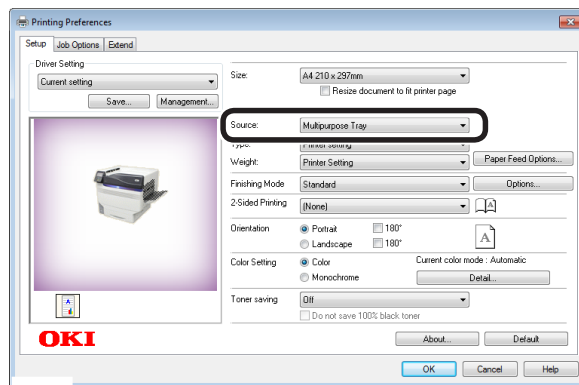 Printing Preferences
Setup Job Options Extend
Driver Setting
Current setting
Save... Management...
Size: A4 210 x 297mm
Resize document to fit printer page
Source: Multipurpose Tray
Type: Printer Setting
Weight: Printer Setting Paper Feed Options...
Finishing Mode Standard Options...
2-Sided Printing (None) A
Orientation Portrait 180°
Landscape 180°
A
Color Setting Color Current color mode : Automatic
Monochrome Detail...
Toner saving Off
Do not save 100% black toner
A
OKI
About... Default
OK Cancel Help